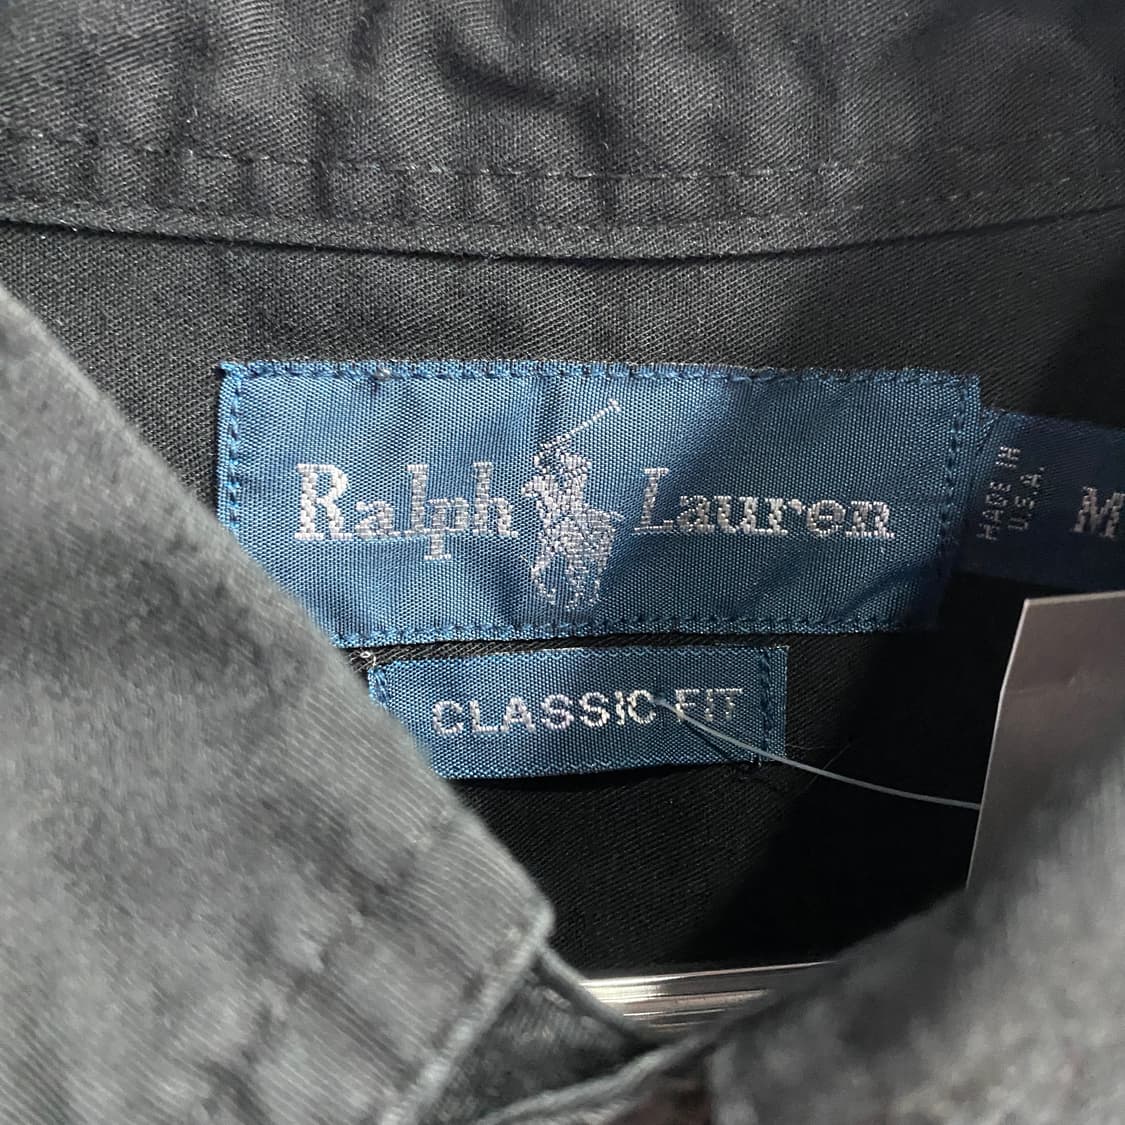 Ralph Lauren
MADE IN
U.S.A.
M
CLASSIC FIT